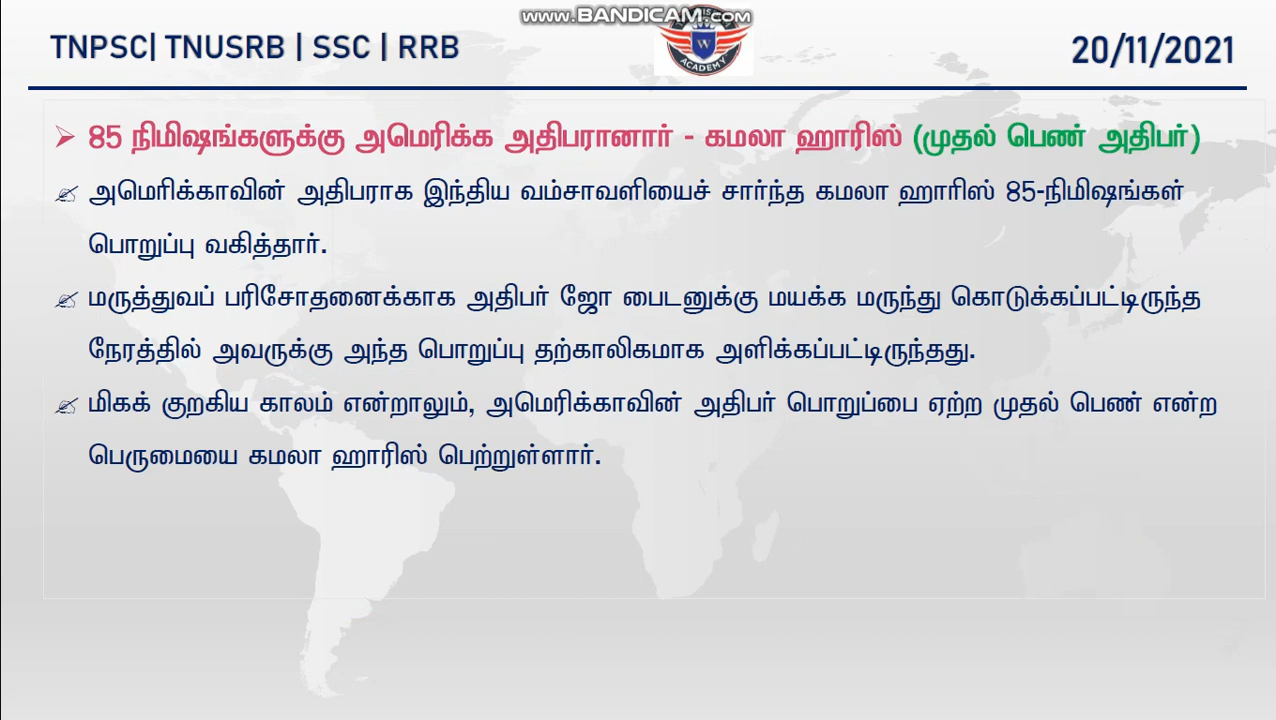 www.BANDICAM.com
TNPSC| TNUSRB | SSC | RRB
W
ACADEMY
20/11/2021
85 நிமிஷங்களுக்கு அமெரிக்க அதிபரானார் - கமலா ஹாரிஸ் (முதல் பெண் அதிபர்)
அமெரிக்காவின் அதிபராக இந்திய வம்சாவளியைச் சார்ந்த கமலா ஹாரிஸ் 85-நிமிஷங்கள்
பொறுப்பு வகித்தார்.
மருத்துவப் பரிசோதனைக்காக அதிபர் ஜோ பைடனுக்கு மயக்க மருந்து கொடுக்கப்பட்டிருந்த
நேரத்தில் அவருக்கு அந்த பொறுப்பு தற்காலிகமாக அளிக்கப்பட்டிருந்தது.
மிகக் குறகிய காலம் என்றாலும், அமெரிக்காவின் அதிபர் பொறுப்பை ஏற்ற முதல் பெண் என்ற
பெருமையை கமலா ஹாரிஸ் பெற்றுள்ளார்.